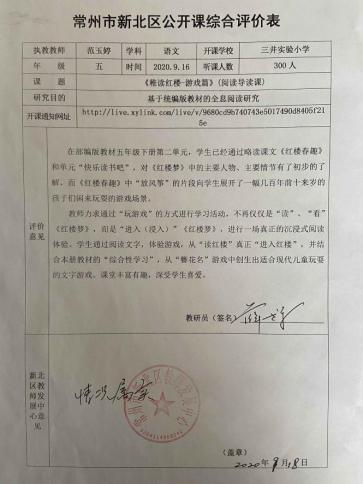 常州市新北区公开课综合评价表
执教教师 范玉婷 学科 语文 开课学校 三井实验小学
年 级 五 时间 2020.9.16 听课人数 300 人
课 题 《稚读红楼-游戏篇》(阅读导读课)
研究目的 基于统编版教材的全息阅读研究
开课通知网址 http://live.xylink.com/live/v/9680cd9b740743e5017490d8405f215e
在部编版教材五年级下册第二单元,学生已经通过略读课文《红楼春趣》
和单元“快乐读书吧”,对《红楼梦》中的主要人物、主要情节有了初步的了
解,而《红楼春趣》中“放风筝”的片段向学生展开了一幅几百年前十来岁的
孩子们闲来玩耍的游戏场景。
教师力求通过“玩游戏”的方式进行学习活动,不再仅仅是“读”、“看”
《红楼梦》,而是“进入(浸入)”《红楼梦》,进行一场真正的沉浸式阅读
体验。学生通过阅读文字,体验游戏,从“读红楼”真正“进入红楼”,并结
合本册教材的“综合性学习”,从“簪花名”游戏中创生出适合现代儿童玩耍
的文字游戏。课堂丰富有趣,深受学生喜爱。
评价意见
教研员(签名)
新北区教师发展中心意见
情况属实
(盖章)
2020年9月18日